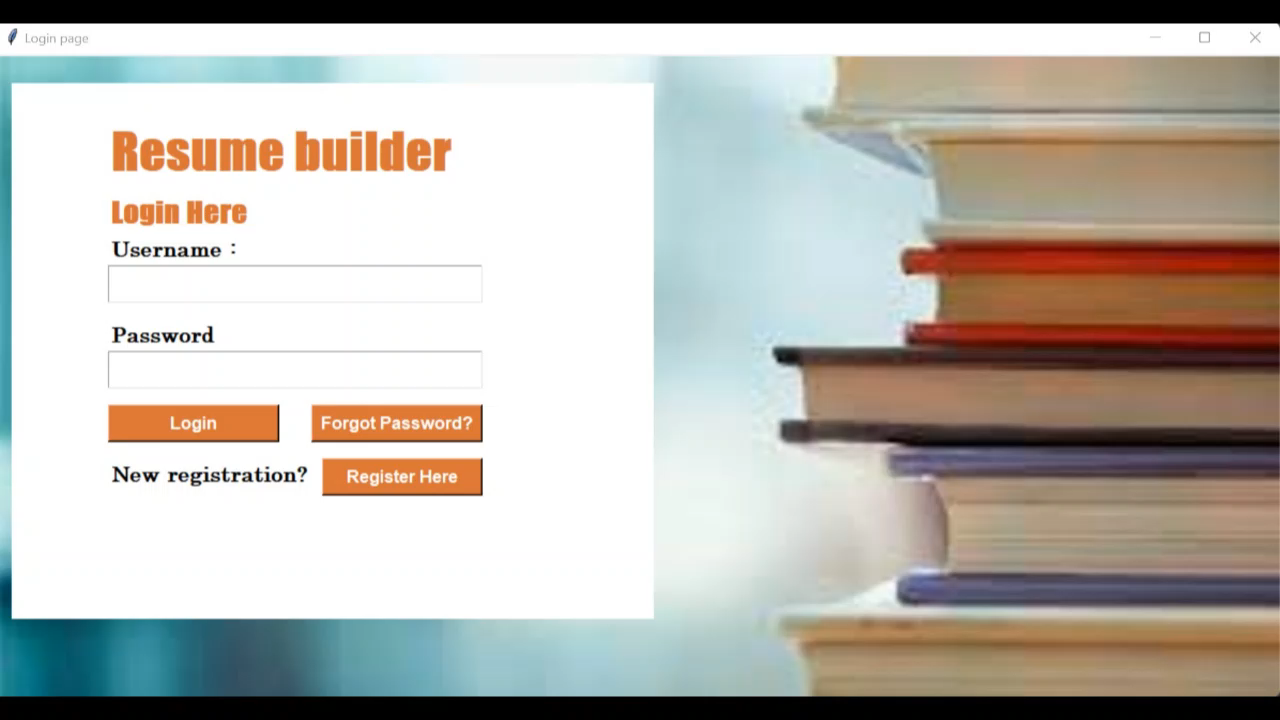 Login page
Resume builder
Login Here
Username :
Password
Login Forgot Password?
New registration? Register Here